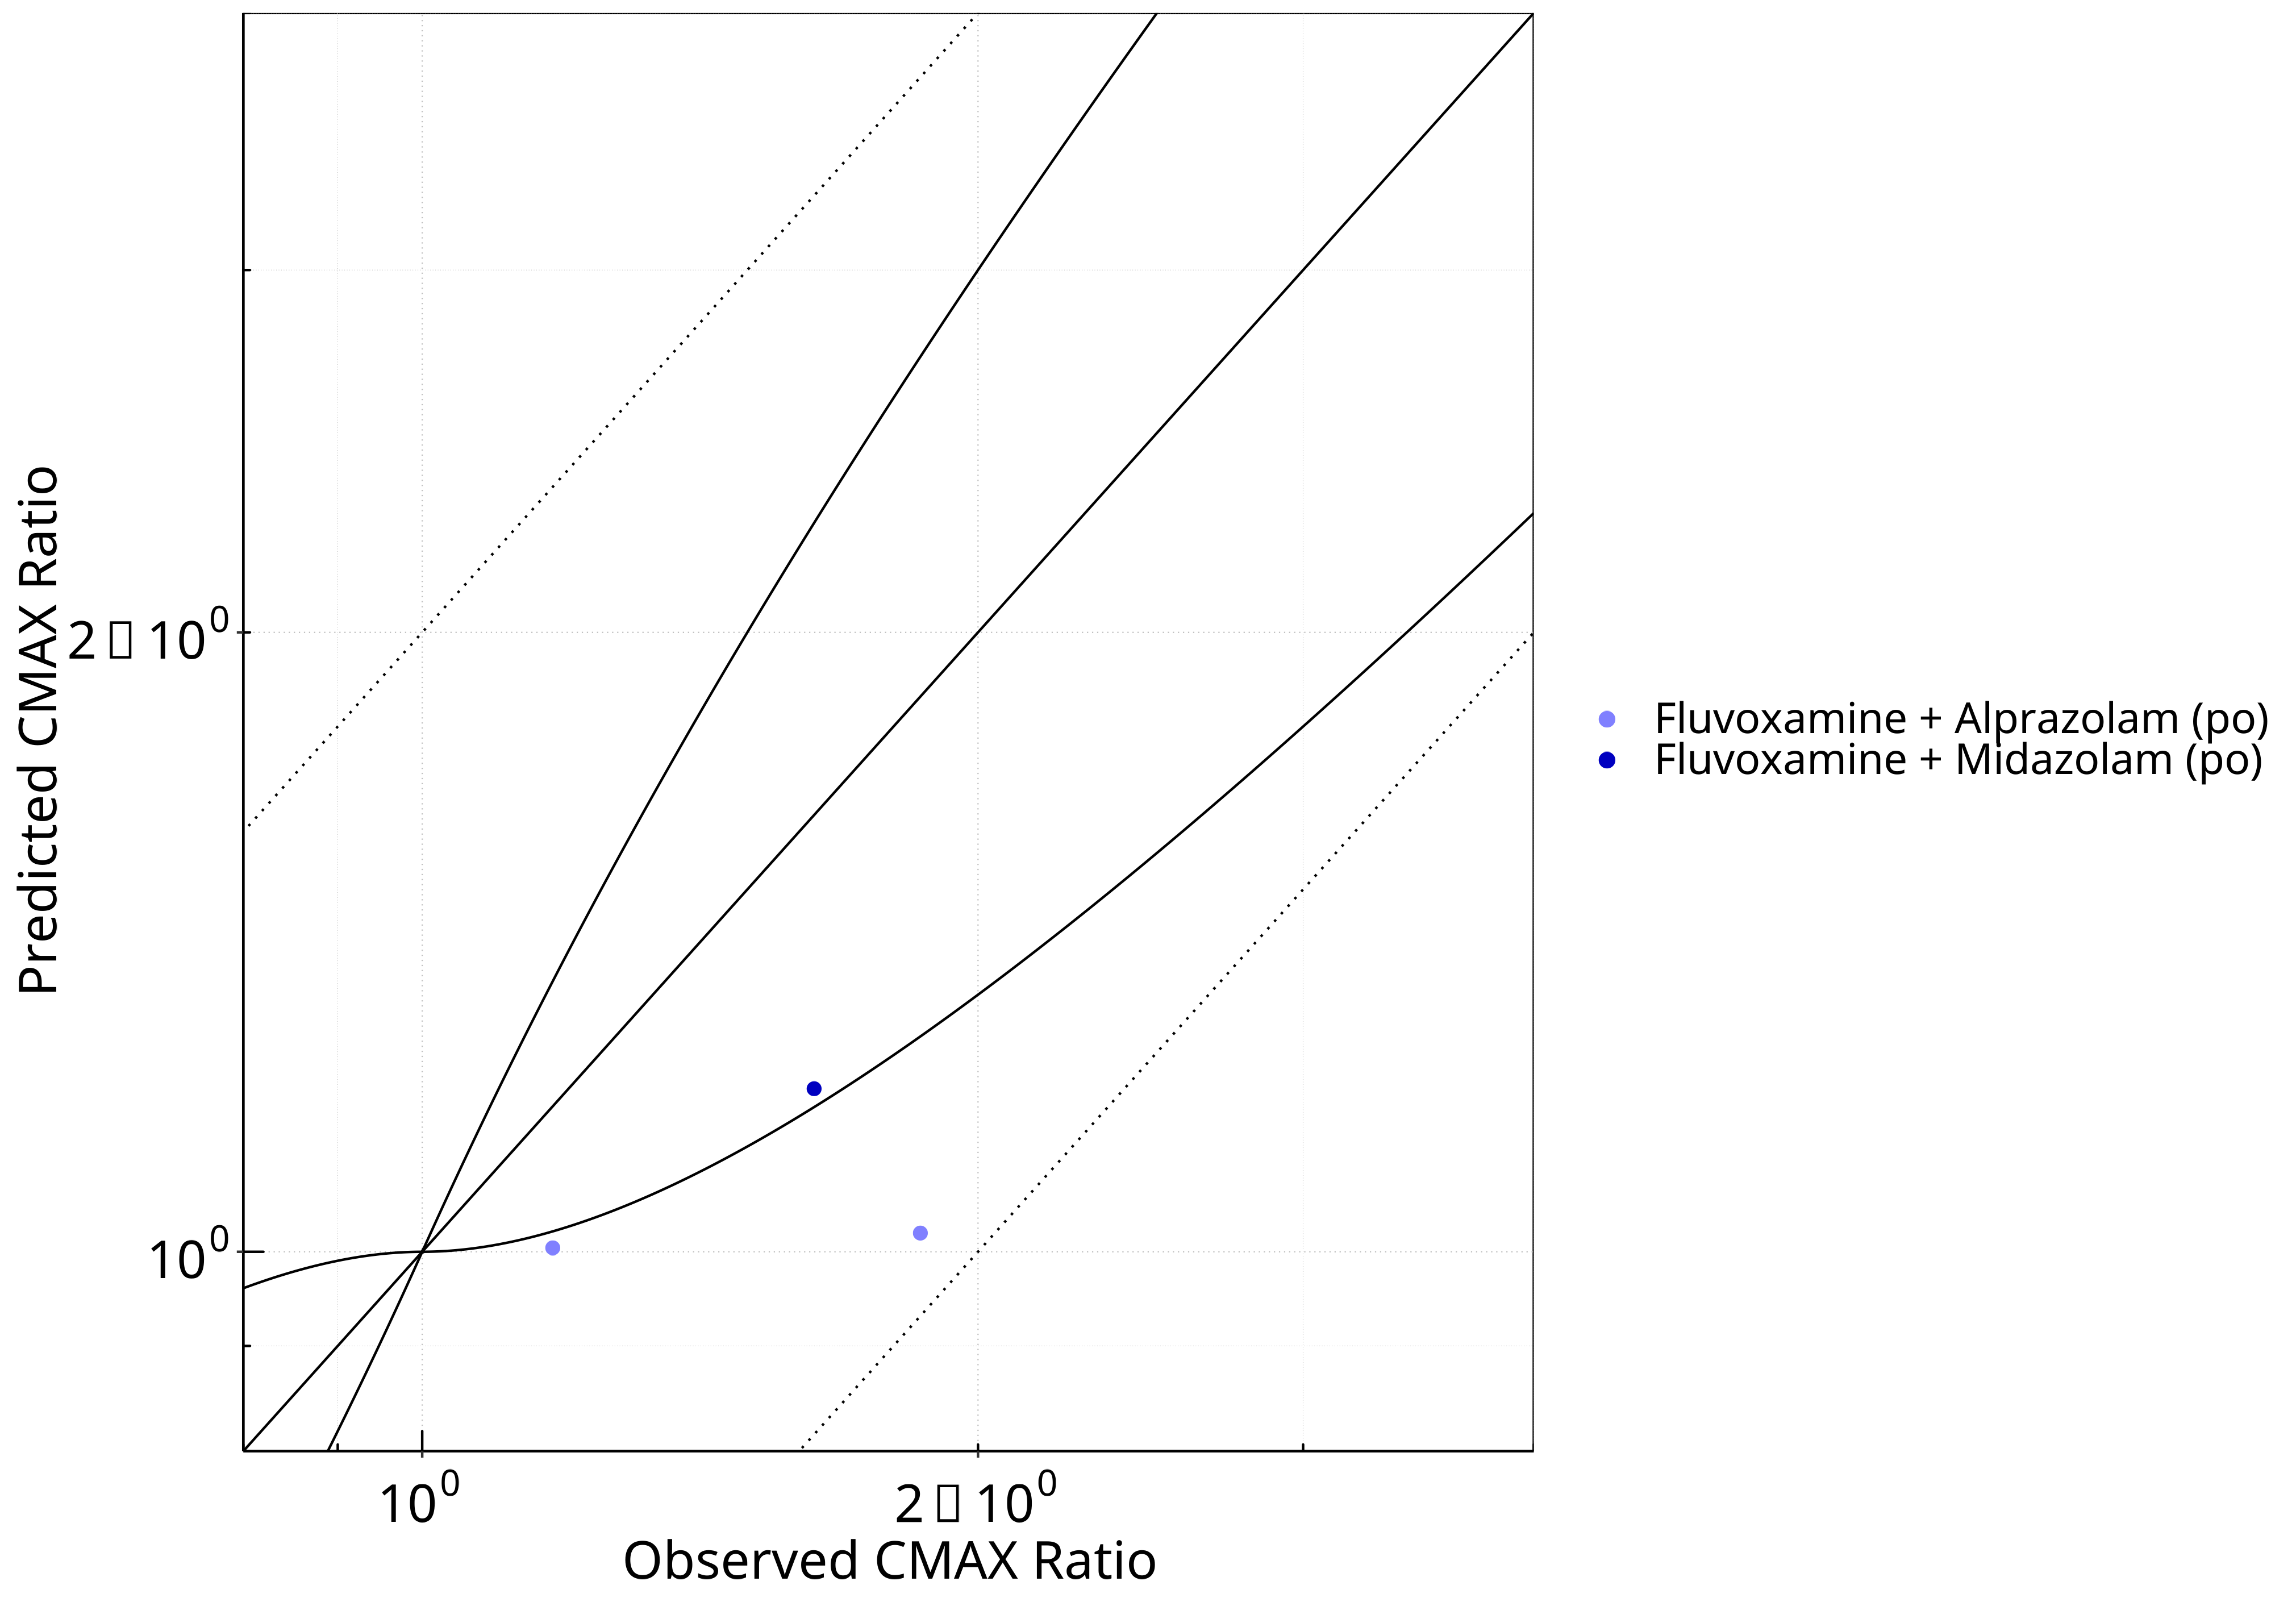 Predicted CMAX Ratio
2▯10⁰
10⁰
10⁰
2▯10⁰
Observed CMAX Ratio
Fluvoxamine + Alprazolam (po)
Fluvoxamine + Midazolam (po)